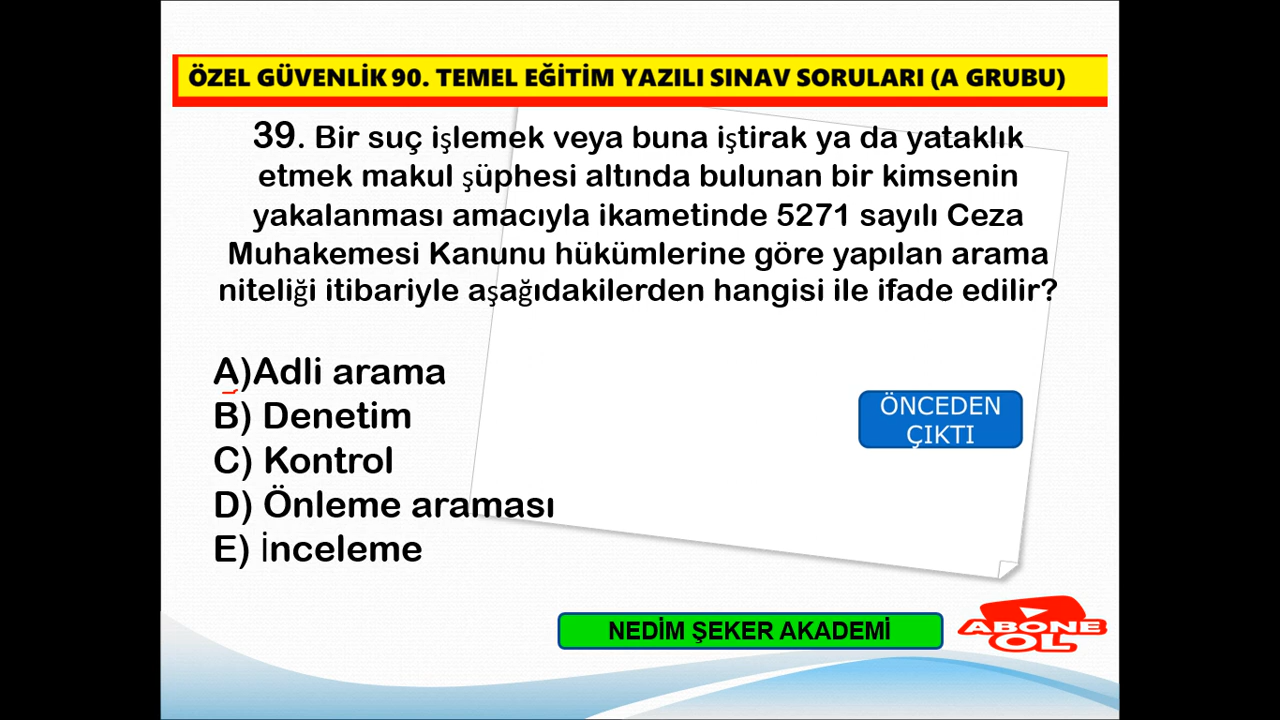 ÖZEL GÜVENLİK 90. TEMEL EĞİTİM YAZILI SINAV SORULARI (A GRUBU)
39. Bir suç işlemek veya buna iştirak ya da yataklık
etmek makul şüphesi altında bulunan bir kimsenin
yakalanması amacıyla ikametinde 5271 sayılı Ceza
Muhakemesi Kanunu hükümlerine göre yapılan arama
niteliği itibariyle aşağıdakilerden hangisi ile ifade edilir?
A)Adli arama
B) Denetim
C) Kontrol
D) Önleme araması
E) İnceleme
ÖNCEDEN
ÇIKTI
NEDİM ŞEKER AKADEMİ
ABONE
OL